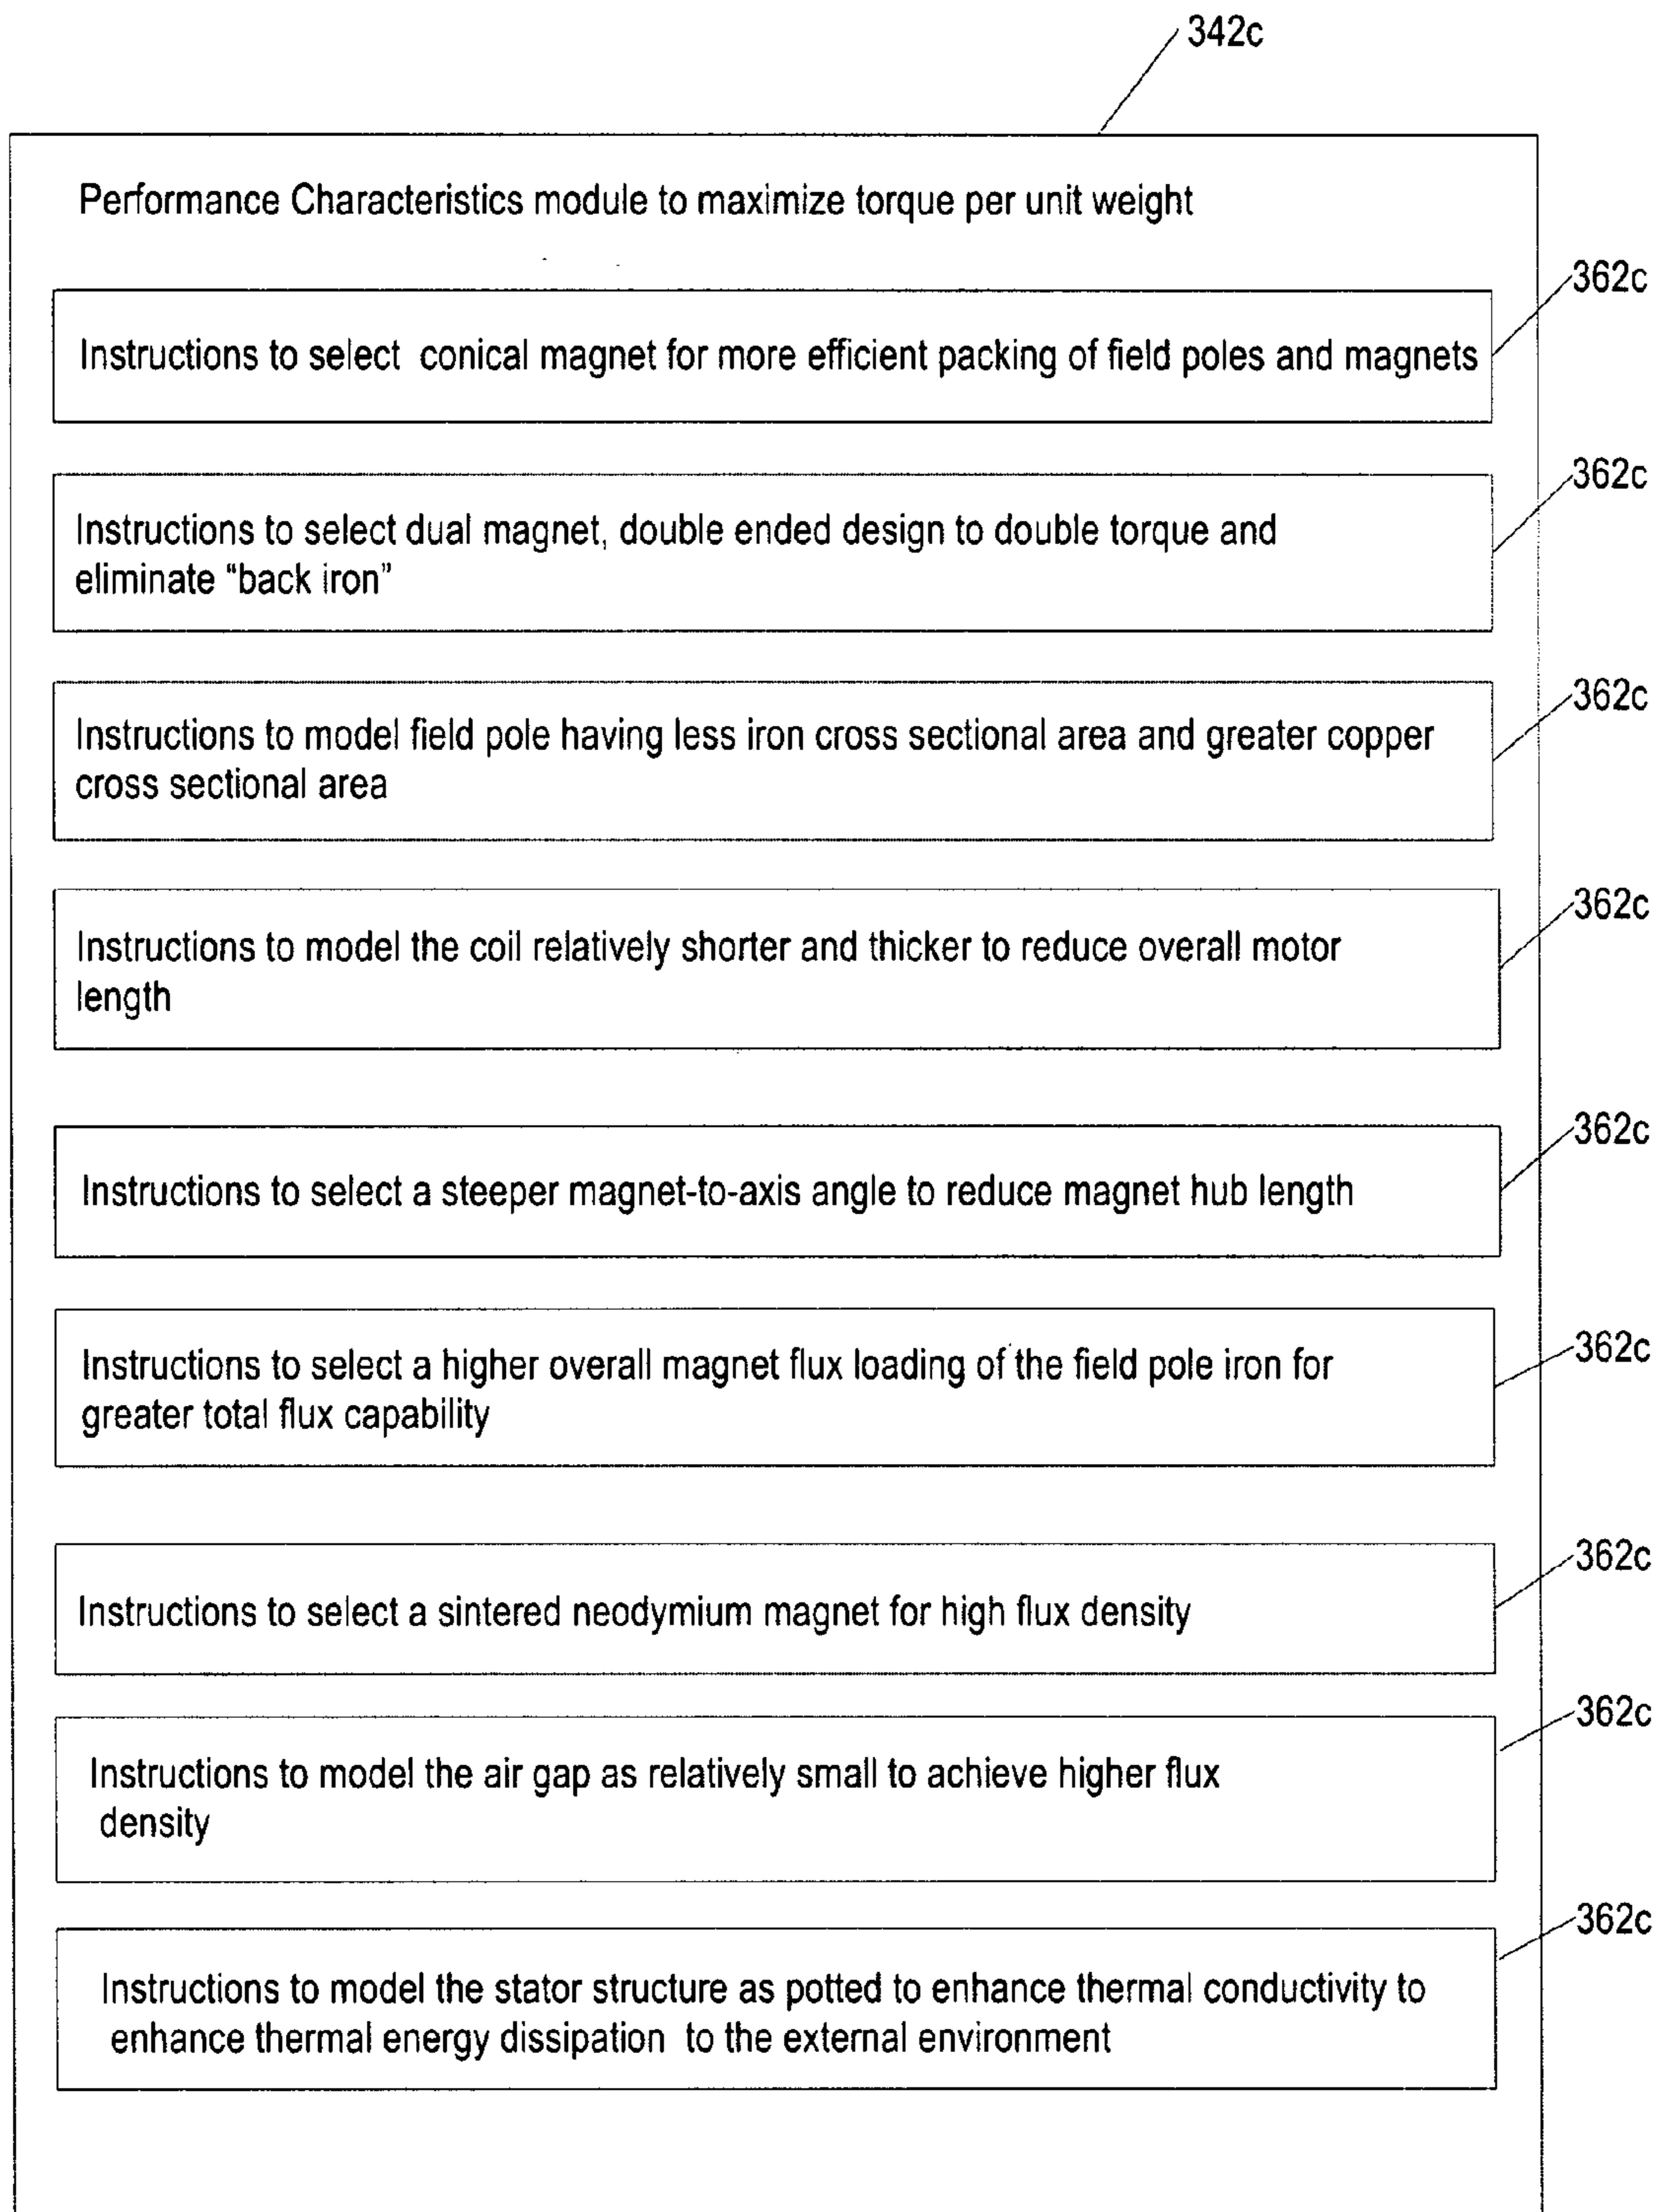 342c
Performance Characteristics module to maximize torque per unit weight
362c
Instructions to select conical magnet for more efficient packing of field poles and magnets
362c
Instructions to select dual magnet, double ended design to double torque and
eliminate “back iron”
362c
Instructions to model field pole having less iron cross sectional area and greater copper
cross sectional area
362c
Instructions to model the coil relatively shorter and thicker to reduce overall motor
length
362c
Instructions to select a steeper magnet-to-axis angle to reduce magnet hub length
362c
Instructions to select a higher overall magnet flux loading of the field pole iron for
greater total flux capability
362c
Instructions to select a sintered neodymium magnet for high flux density
362c
Instructions to model the air gap as relatively small to achieve higher flux
density
362c
Instructions to model the stator structure as potted to enhance thermal conductivity to
enhance thermal energy dissipation to the external environment